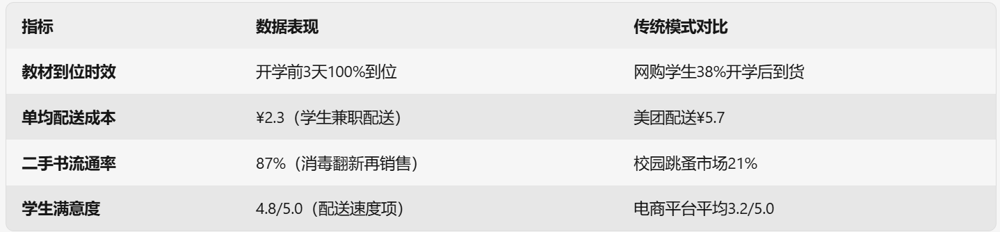 指标 数据表现 传统模式对比
教材到位时效 开学前3天100%到位 网购学生38%开学后到货
单均配送成本 ¥2.3（学生兼职配送） 美团配送¥5.7
二手书流通率 87%（消毒翻新再销售） 校园跳蚤市场21%
学生满意度 4.8/5.0（配送速度项） 电商平台平均3.2/5.0